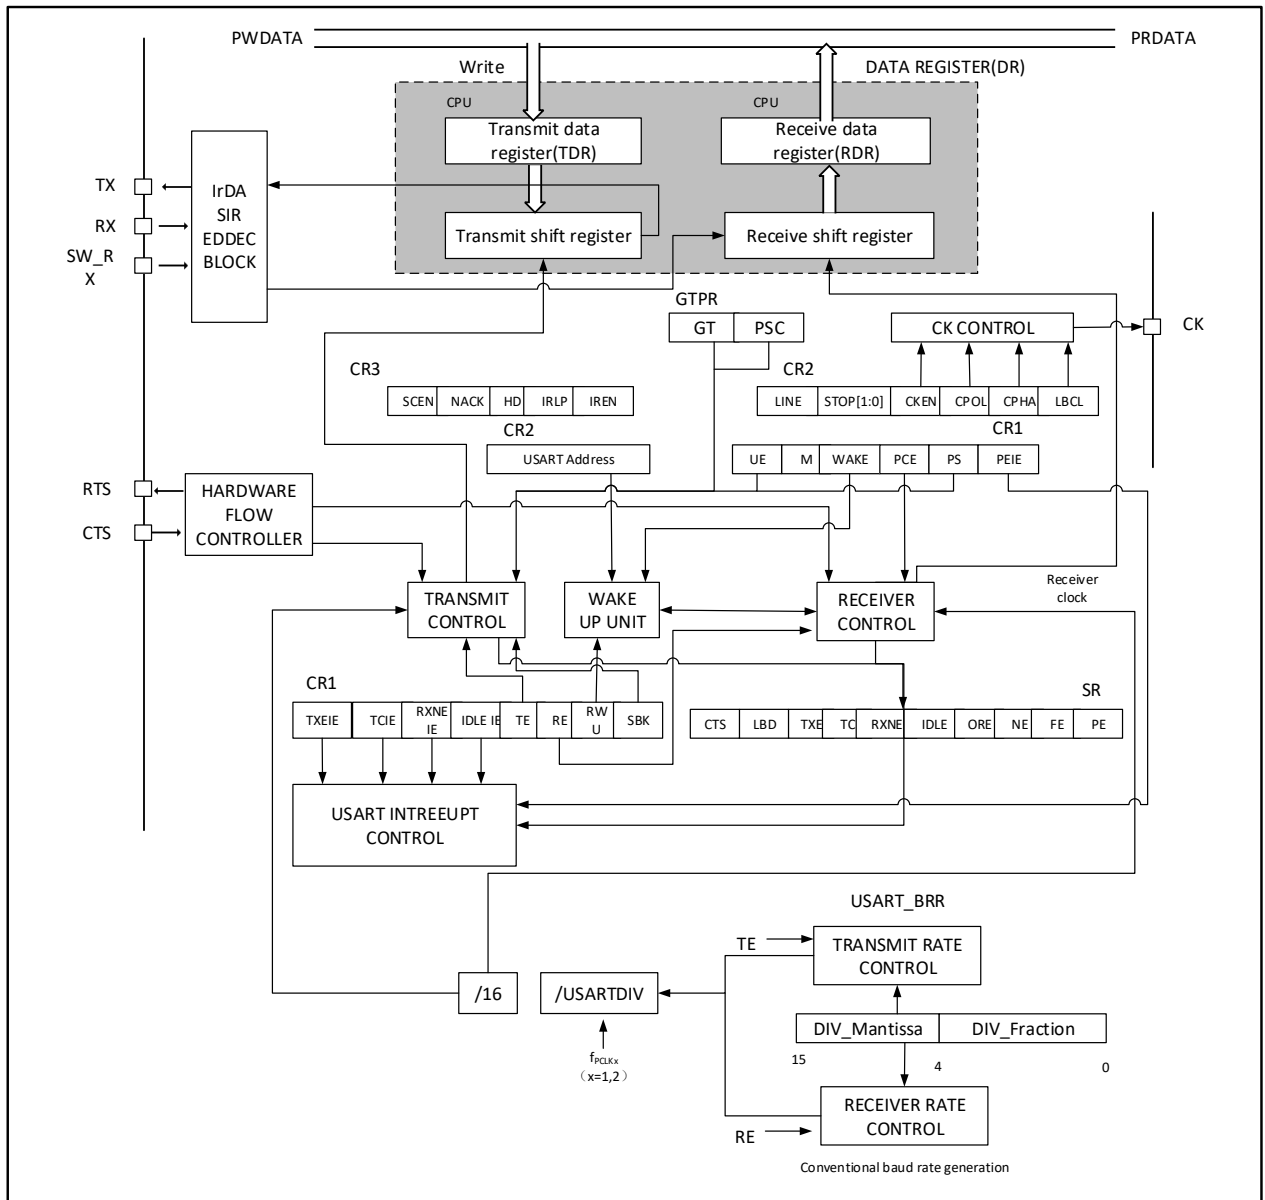 PWDATA
PRDATA
Write
DATA REGISTER(DR)
CPU
CPU
Transmit data
register(TDR)
Receive data
register(RDR)
TX
RX
SW_R
X
IrDA
SIR
EDDEC
BLOCK
Transmit shift register
Receive shift register
GTPR
GT
PSC
CK CONTROL
CK
CR3
SCEN
NACK
HD
IRLP
IREN
CR2
LINE
STOP[1:0]
CKEN
CPOL
CPHA
LBCL
CR2
USART Address
CR1
UE
M
WAKE
PCE
PS
PEIE
RTS
CTS
HARDWARE
FLOW
CONTROLLER
TRANSMIT
CONTROL
WAKE
UP UNIT
RECEIVER
CONTROL
Receiver
clock
CR1
TXEIE
TCIE
RXNE
IE
IDLE IE
TE
RE
RW
U
SBK
SR
CTS
LBD
TXE
TC
RXNE
IDLE
ORE
NE
FE
PE
USART INTREEUPT
CONTROL
USART_BRR
TE
TRANSMIT RATE
CONTROL
/16
/USARTDIV
DIV_Mantissa
DIV_Fraction
15
4
0
fPCLKx
（x=1,2）
RECEIVER RATE
CONTROL
RE
Conventional baud rate generation